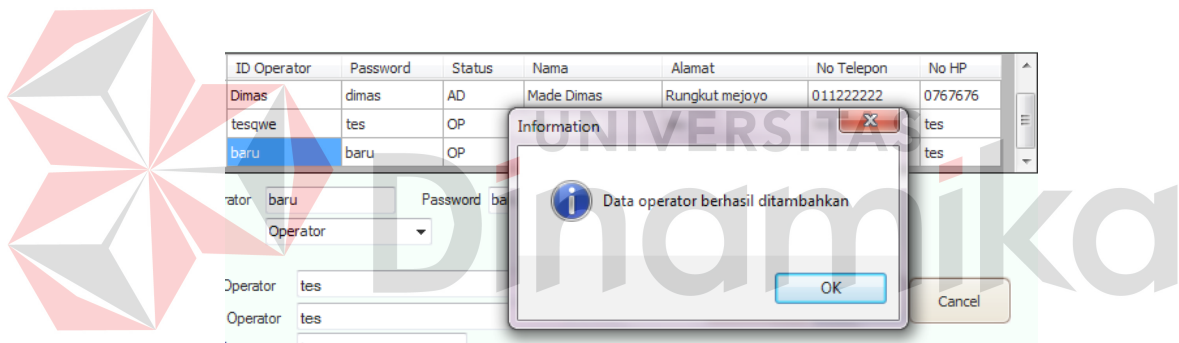 ID Operator Password Status Nama Alamat No Telepon No HP
Dimas dimas AD Made Dimas Rungkut mejoyo 011222222 0767676
tesqwe tes OP tes
baru baru OP tes
Information
Data operator berhasil ditambahkan
OK
rator baru Password ba
Operator
Operator tes
Operator tes
Cancel
UNIVERSITAS
Dinamika